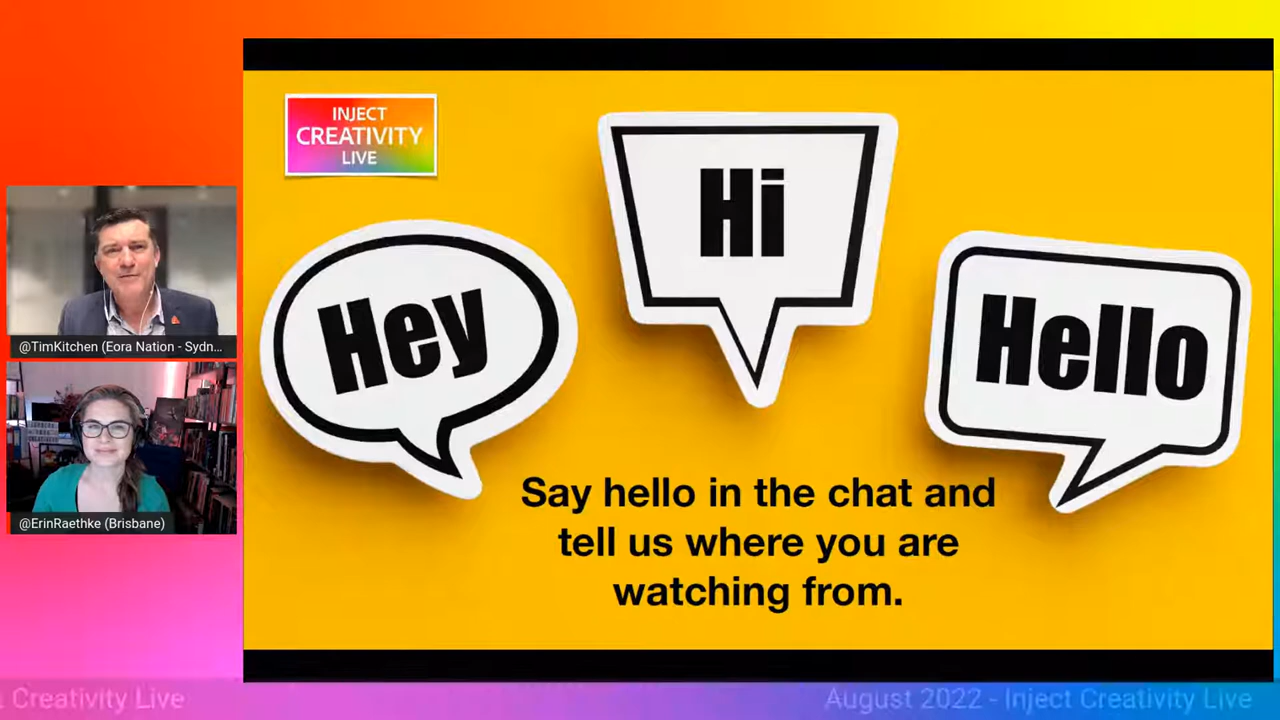 INJECT
CREATIVITY
LIVE
Hey
Hi
Hello
Say hello in the chat and
tell us where you are
watching from.
@TimKitchen (Eora Nation - Sydn...
@ErinRaethke (Brisbane)
Creativity Live
August 2022 - Inject Creativity Live